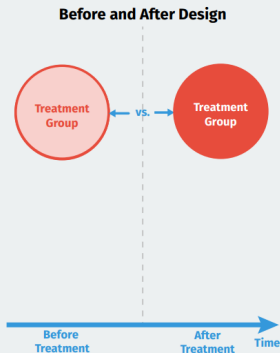 Before and After Design
Treatment
Group
vs.
Treatment
Group
Before
Treatment
After
Treatment
Time